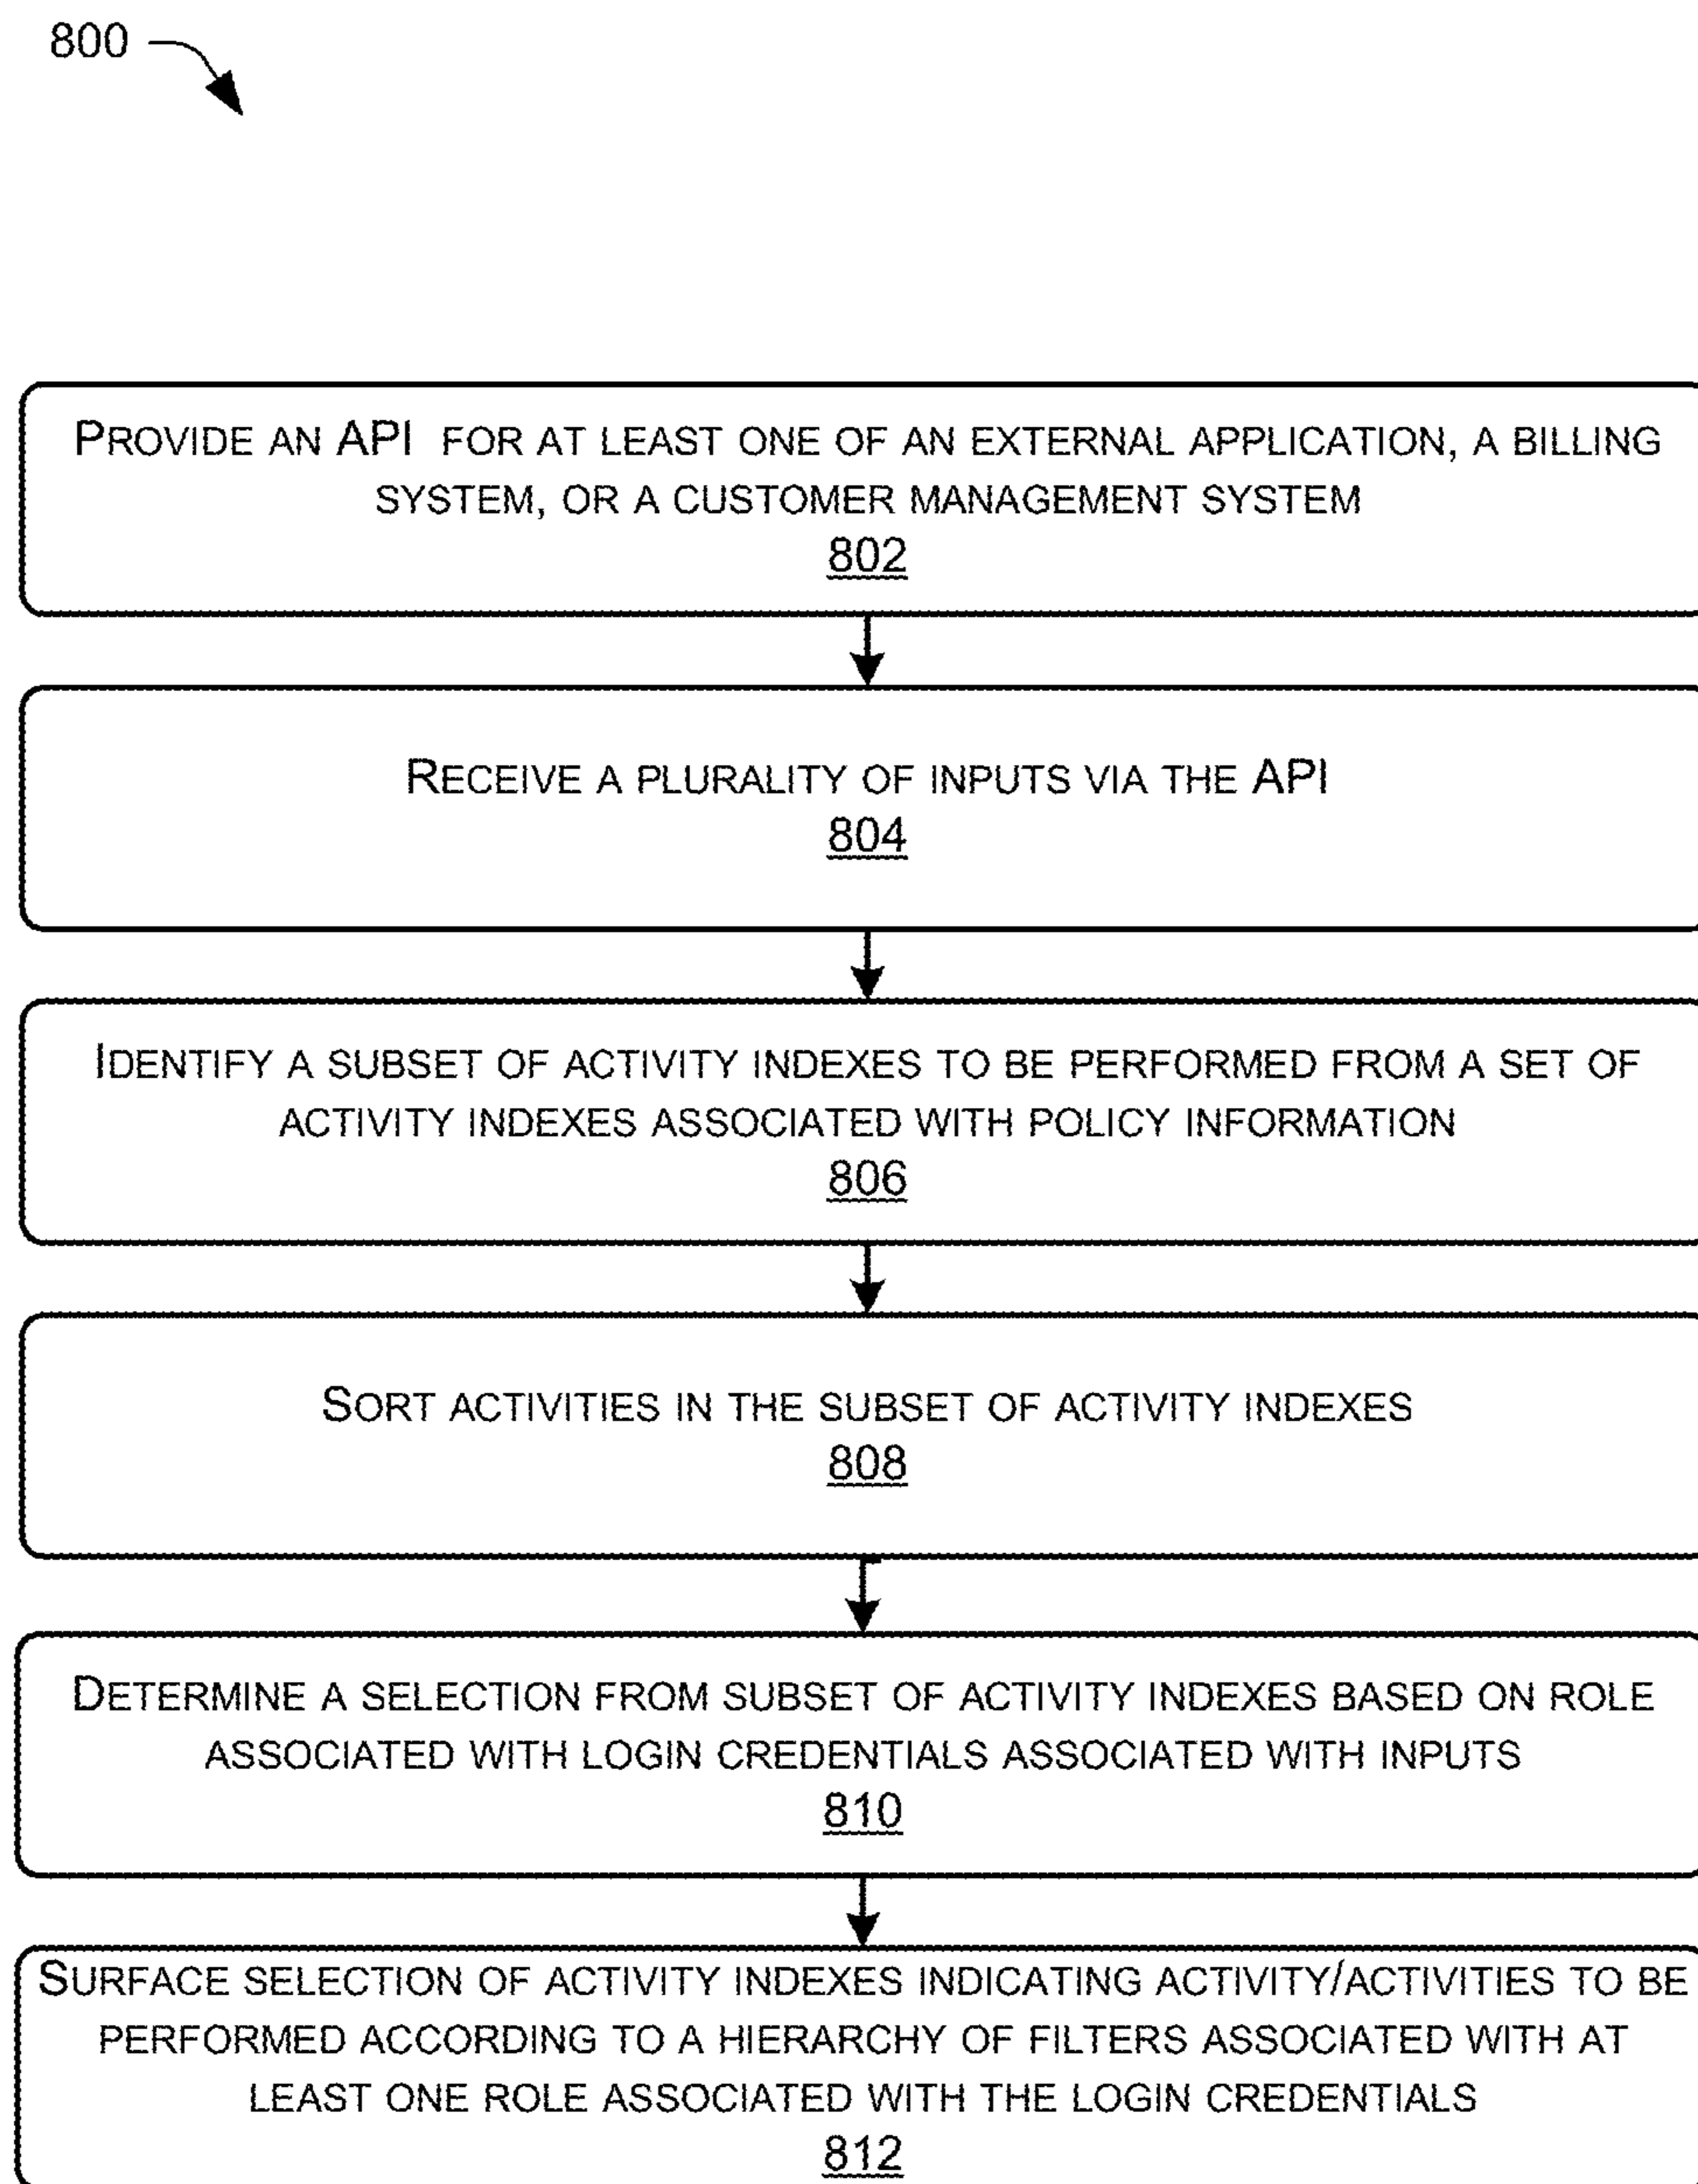 800
PROVIDE AN API FOR AT LEAST ONE OF AN EXTERNAL APPLICATION, A BILLING
SYSTEM, OR A CUSTOMER MANAGEMENT SYSTEM
802
RECEIVE A PLURALITY OF INPUTS VIA THE API
804
IDENTIFY A SUBSET OF ACTIVITY INDEXES TO BE PERFORMED FROM A SET OF
ACTIVITY INDEXES ASSOCIATED WITH POLICY INFORMATION
806
SORT ACTIVITIES IN THE SUBSET OF ACTIVITY INDEXES
808
DETERMINE A SELECTION FROM SUBSET OF ACTIVITY INDEXES BASED ON ROLE
ASSOCIATED WITH LOGIN CREDENTIALS ASSOCIATED WITH INPUTS
810
SURFACE SELECTION OF ACTIVITY INDEXES INDICATING ACTIVITY/ACTIVITIES TO BE
PERFORMED ACCORDING TO A HIERARCHY OF FILTERS ASSOCIATED WITH AT
LEAST ONE ROLE ASSOCIATED WITH THE LOGIN CREDENTIALS
812